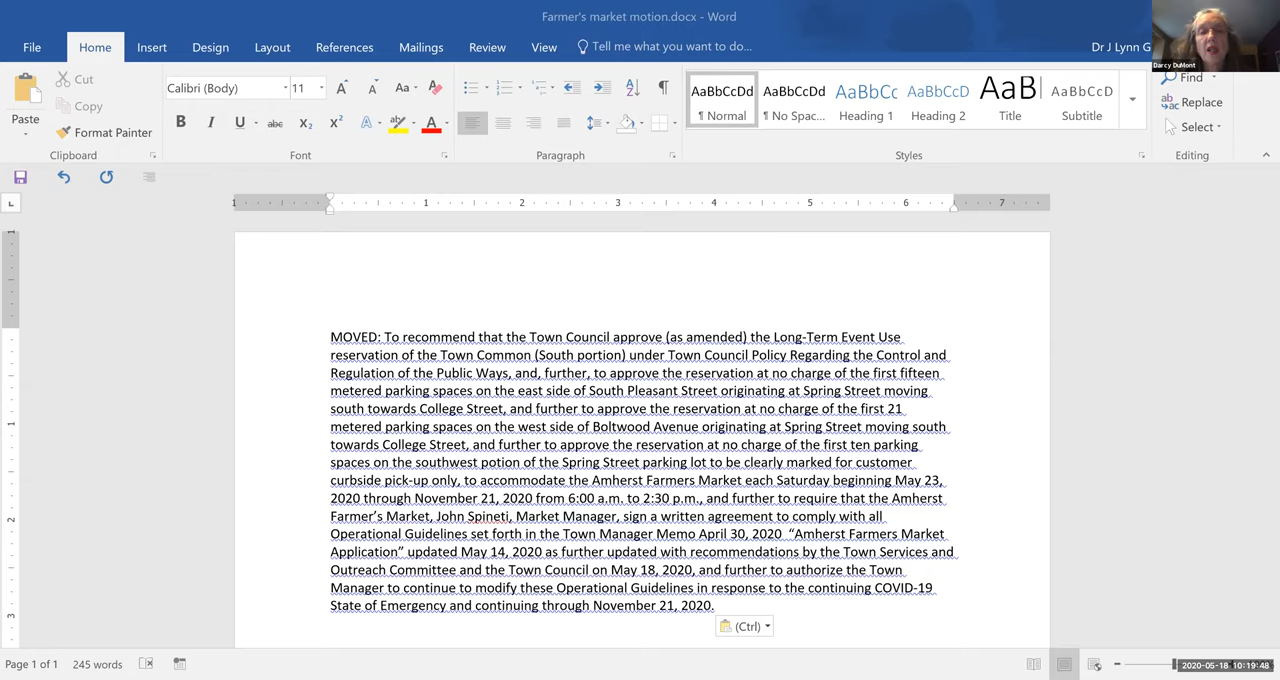 Farmer's market motion.docx - Word
File Home Insert Design Layout References Mailings Review View Tell me what you want to do... Dr J Lynn G
Darcy DuMont
Paste
Cut
Copy
Format Painter
Clipboard
Calibri (Body) 11
Font
Paragraph
AaBbCcDd AaBbCcDd AaBbCc AaBbCcD AaB AaBbCcD
¶ Normal ¶ No Spac... Heading 1 Heading 2 Title Subtitle
Styles
Find
Replace
Select
Editing
1 1 2 3 4 5 6 7
MOVED: To recommend that the Town Council approve (as amended) the Long-Term Event Use
reservation of the Town Common (South portion) under Town Council Policy Regarding the Control and
Regulation of the Public Ways, and, further, to approve the reservation at no charge of the first fifteen
metered parking spaces on the east side of South Pleasant Street originating at Spring Street moving
south towards College Street, and further to approve the reservation at no charge of the first 21
metered parking spaces on the west side of Boltwood Avenue originating at Spring Street moving south
towards College Street, and further to approve the reservation at no charge of the first ten parking
spaces on the southwest potion of the Spring Street parking lot to be clearly marked for customer
curbside pick-up only, to accommodate the Amherst Farmers Market each Saturday beginning May 23,
2020 through November 21, 2020 from 6:00 a.m. to 2:30 p.m., and further to require that the Amherst
Farmer's Market, John Spineti, Market Manager, sign a written agreement to comply with all
Operational Guidelines set forth in the Town Manager Memo April 30, 2020 “Amherst Farmers Market
Application” updated May 14, 2020 as further updated with recommendations by the Town Services and
Outreach Committee and the Town Council on May 18, 2020, and further to authorize the Town
Manager to continue to modify these Operational Guidelines in response to the continuing COVID-19
State of Emergency and continuing through November 21, 2020.
(Ctrl)
Page 1 of 1 245 words
2020-05-18 10:19:48